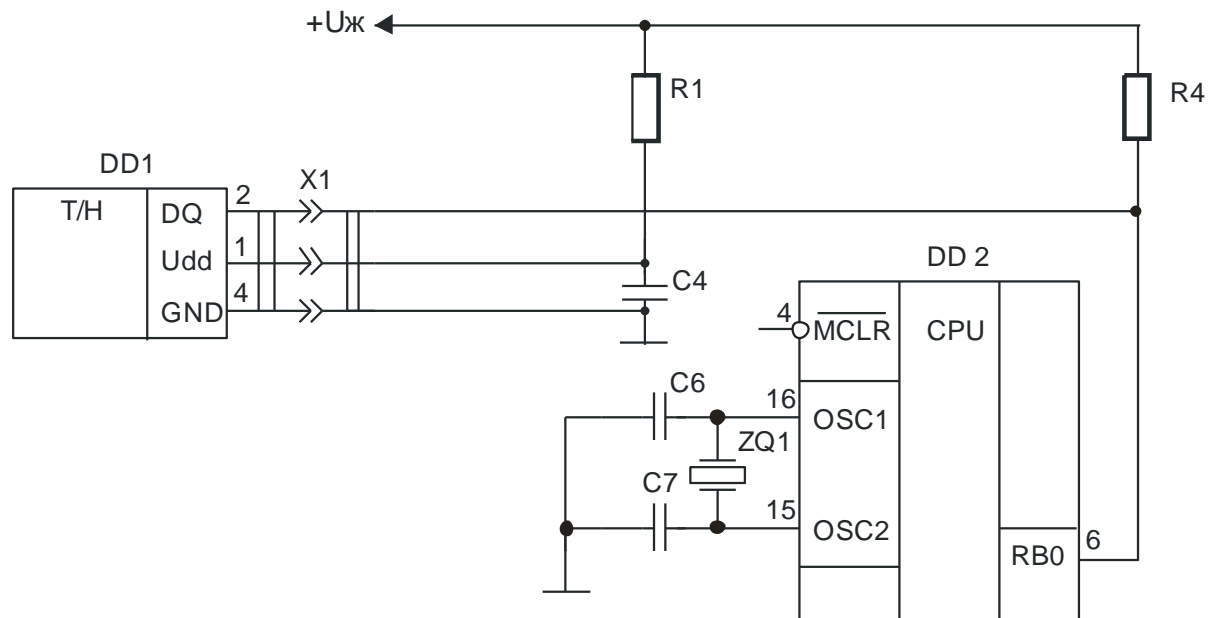 +Uж
R1
R4
DD1
X1
T/H
DQ
2
Udd
1
GND
4
C4
DD 2
4
MCLR
CPU
C6
16
OSC1
ZQ1
C7
15
OSC2
RB0
6